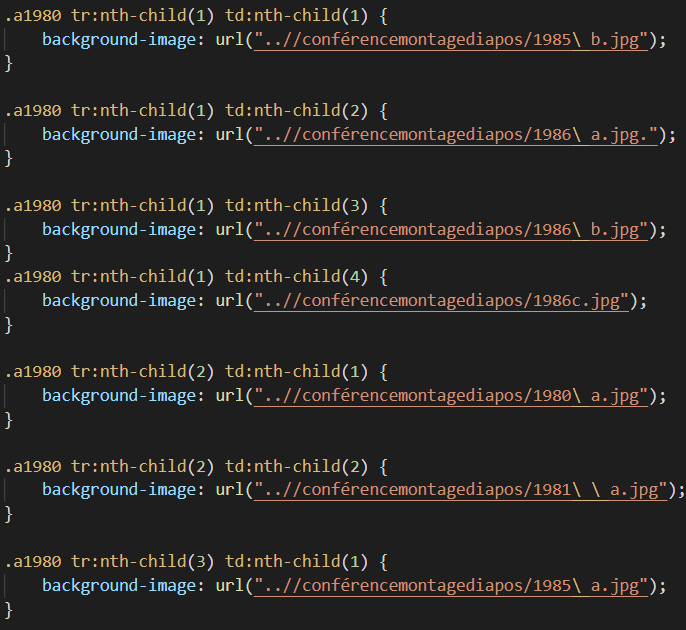 .a1980 tr:nth-child(1) td:nth-child(1) {
background-image: url("..//conférencemontagediapos/1985\ b.jpg");
}
.a1980 tr:nth-child(1) td:nth-child(2) {
background-image: url("..//conférencemontagediapos/1986\ a.jpg.");
}
.a1980 tr:nth-child(1) td:nth-child(3) {
background-image: url("..//conférencemontagediapos/1986\ b.jpg");
}
.a1980 tr:nth-child(1) td:nth-child(4) {
background-image: url("..//conférencemontagediapos/1986c.jpg");
}
.a1980 tr:nth-child(2) td:nth-child(1) {
background-image: url("..//conférencemontagediapos/1980\ a.jpg");
}
.a1980 tr:nth-child(2) td:nth-child(2) {
background-image: url("..//conférencemontagediapos/1981\ \ a.jpg");
}
.a1980 tr:nth-child(3) td:nth-child(1) {
background-image: url("..//conférencemontagediapos/1985\ a.jpg");
}